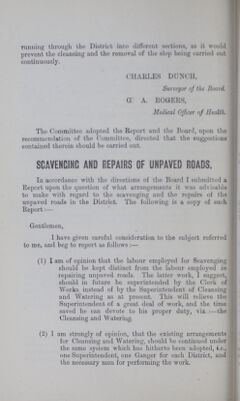 running through the District into different sections, as it would
prevent the cleansing and the removal of the slop being carried out
continuously.
CHARLES DUNCH,
Surveyor of the Board.
G. A. ROGERS,
Medical Officer of Health.
The Committee adopted the Report and the Board, upon the
recommendation of the Committee, directed that the suggestions
contained therein should be carried out.
SCAVENGING AND REPAIRS OF UNPAVED ROADS.
In accordance with the directions of the Board I submitted a
Report upon the question of what arrangements it was advisable
to make with regard to the scavenging and the repairs of the
unpaved roads in the District. The following is a copy of such
Report:—
Gentlemen,
I have given careful consideration to the subject referred
to me, and beg to report as follows:—
(1) I am of opinion that the labour employed for Scavenging
should be kept distinct from the labour employed in
repairing unpaved roads. The latter work, I suggest,
should in future be superintended by the Clerk of
Works instead of by the Superintendent of Cleansing
and Watering as at present. This will relieve the
Superintendent of a great deal of work, and the time
saved he can devote to his proper duty, via.:—the
Cleansing and Watering.
(2) I am strongly of opinion, that the existing arrangements
for Cleansing and Watering, should be continued under
the same system which has hitherto been adopted, i.e.,
one Superintendent, one Ganger for each District, and
the necessary men for performing the work.